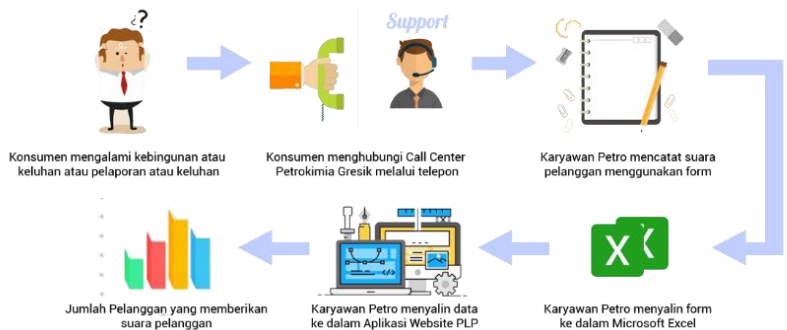 ¿?
Support
Konsumen mengalami kebingunan atau
keluhan atau pelaporan atau keluhan
Konsumen menghubungi Call Center
Petrokimia Gresik melalui telepon
Karyawan Petro mencatat suara
pelanggan menggunakan form
X
Jumlah Pelanggan yang memberikan
suara pelanggan
</>
Karyawan Petro menyalin data
ke dalam Aplikasi Website PLP
Karyawan Petro menyalin form
ke dalam Microsoft Excel